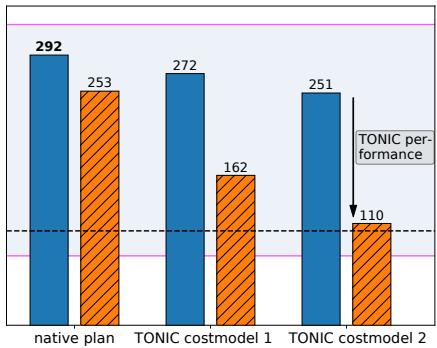 292
272
253
251
TONIC per-
formance
162
110
native plan
TONIC costmodel 1
TONIC costmodel 2